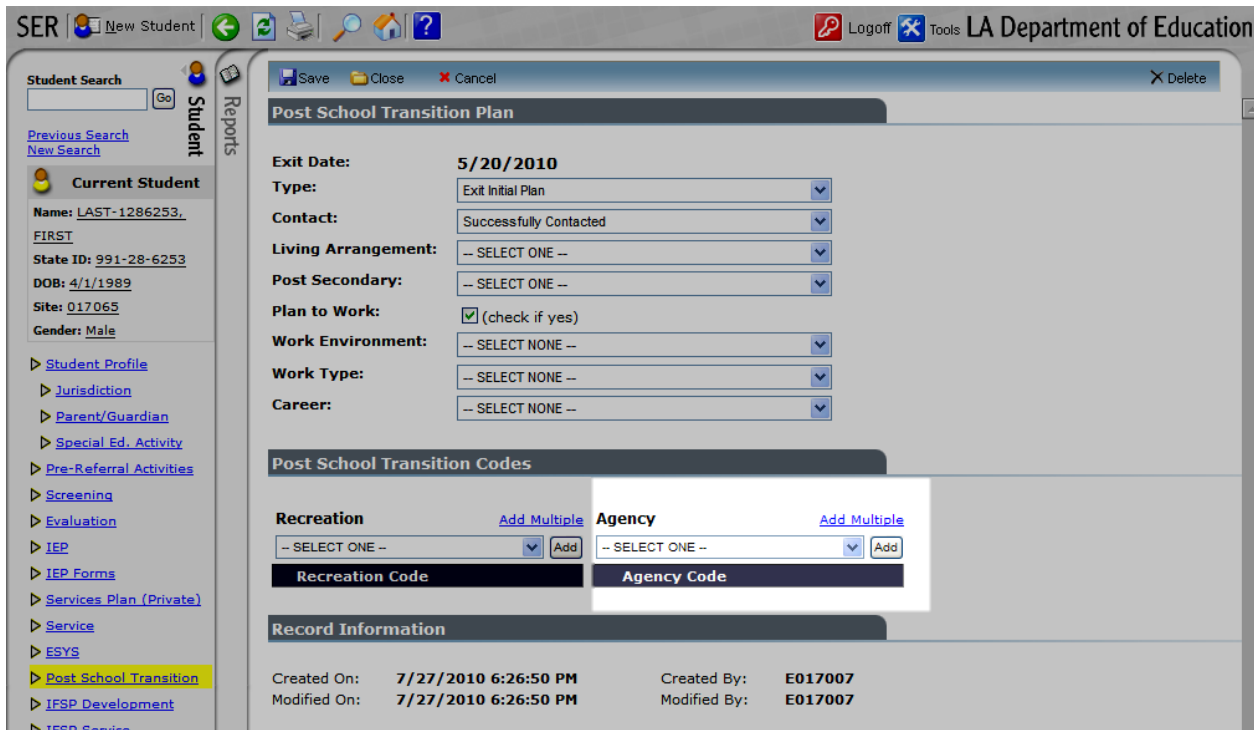 SER New Student ? Logoff Tools LA Department of Education
Student Search
Go
Previous Search
New Search
Student
Reports
Current Student
Name: LAST-1286253,
FIRST
State ID: 991-28-6253
DOB: 4/1/1989
Site: 017065
Gender: Male
Student Profile
Jurisdiction
Parent/Guardian
Special Ed. Activity
Pre-Referral Activities
Screening
Evaluation
IEP
IEP Forms
Services Plan (Private)
Service
ESYS
Post School Transition
IFSP Development
IFSP Service
Save Close Cancel Delete
Post School Transition Plan
Exit Date: 5/20/2010
Type: Exit Initial Plan
Contact: Successfully Contacted
Living Arrangement: -- SELECT ONE --
Post Secondary: -- SELECT ONE --
Plan to Work: (check if yes)
Work Environment: -- SELECT NONE --
Work Type: -- SELECT NONE --
Career: -- SELECT NONE --
Post School Transition Codes
Recreation Add Multiple Agency Add Multiple
-- SELECT ONE -- Add -- SELECT ONE -- Add
Recreation Code Agency Code
Record Information
Created On: 7/27/2010 6:26:50 PM Created By: E017007
Modified On: 7/27/2010 6:26:50 PM Modified By: E017007